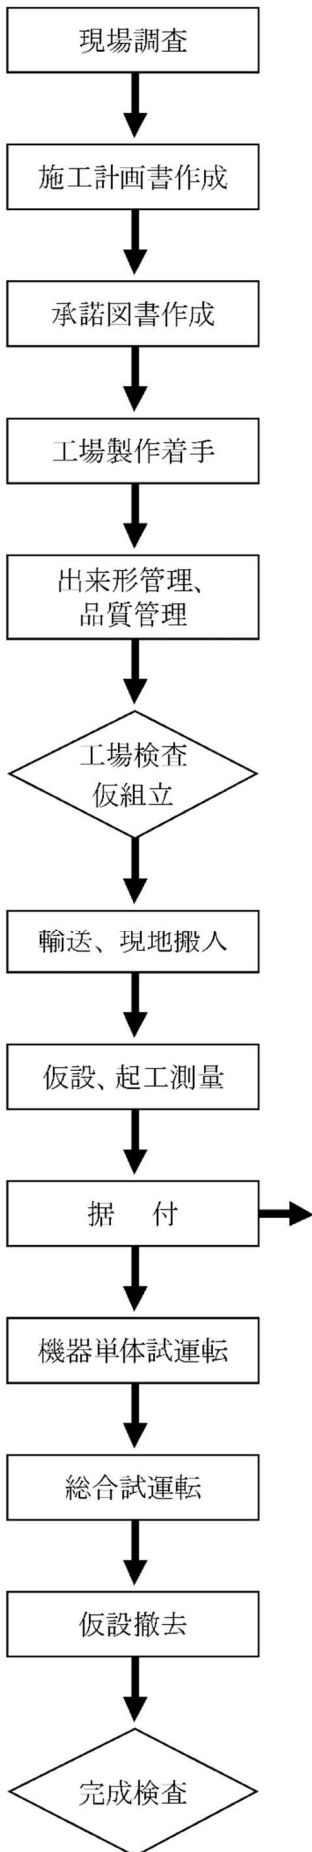 現場調査
施工計画書作成
承諾図書作成
工場製作着手
出来形管理、
品質管理
工場検査
仮組立
輸送、現地搬人
仮設、起工測量
据　付
機器単体試運転
総合試運転
仮設撤去
完成検査